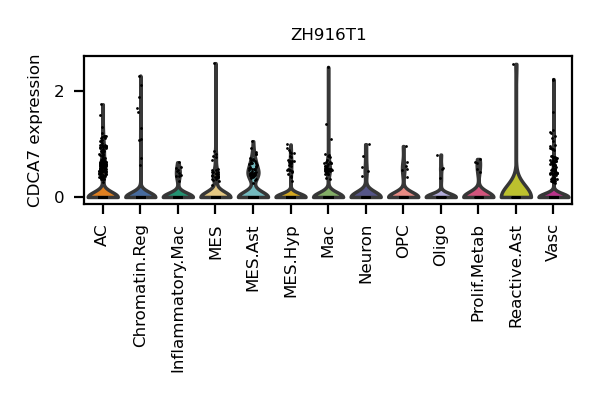 ZH916T1
CDCA7 expression
2
0
AC
Chromatin.Reg
Inflammatory.Mac
MES
MES.Ast
MES.Hyp
Mac
Neuron
OPC
Oligo
Prolif.Metab
Reactive.Ast
Vasc